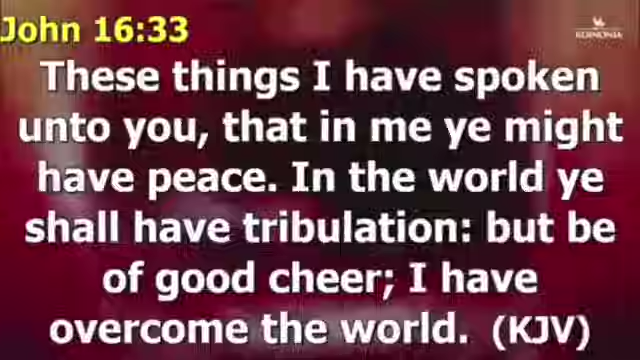 John 16:33
KOINONIA
These things I have spoken
unto you, that in me ye might
have peace. In the world ye
shall have tribulation: but be
of good cheer; I have
overcome the world. (KJV)